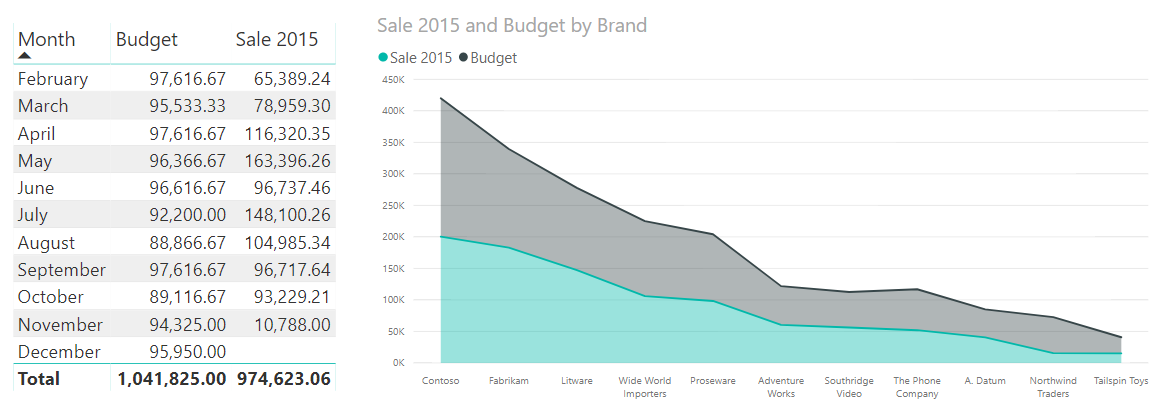 Month Budget Sale 2015
February 97,616.67 65,389.24
March 95,533.33 78,959.30
April 97,616.67 116,320.35
May 96,366.67 163,396.26
June 96,616.67 96,737.46
July 92,200.00 148,100.26
August 88,866.67 104,985.34
September 97,616.67 96,717.64
October 89,116.67 93,229.21
November 94,325.00 10,788.00
December 95,950.00
Total 1,041,825.00 974,623.06
Sale 2015 and Budget by Brand
Sale 2015 Budget
450K
400K
350K
300K
250K
200K
150K
100K
50K
0K
Contoso Fabrikam Litware Wide World Importers Proseware Adventure Works Southridge Video The Phone Company A. Datum Northwind Traders Tailspin Toys